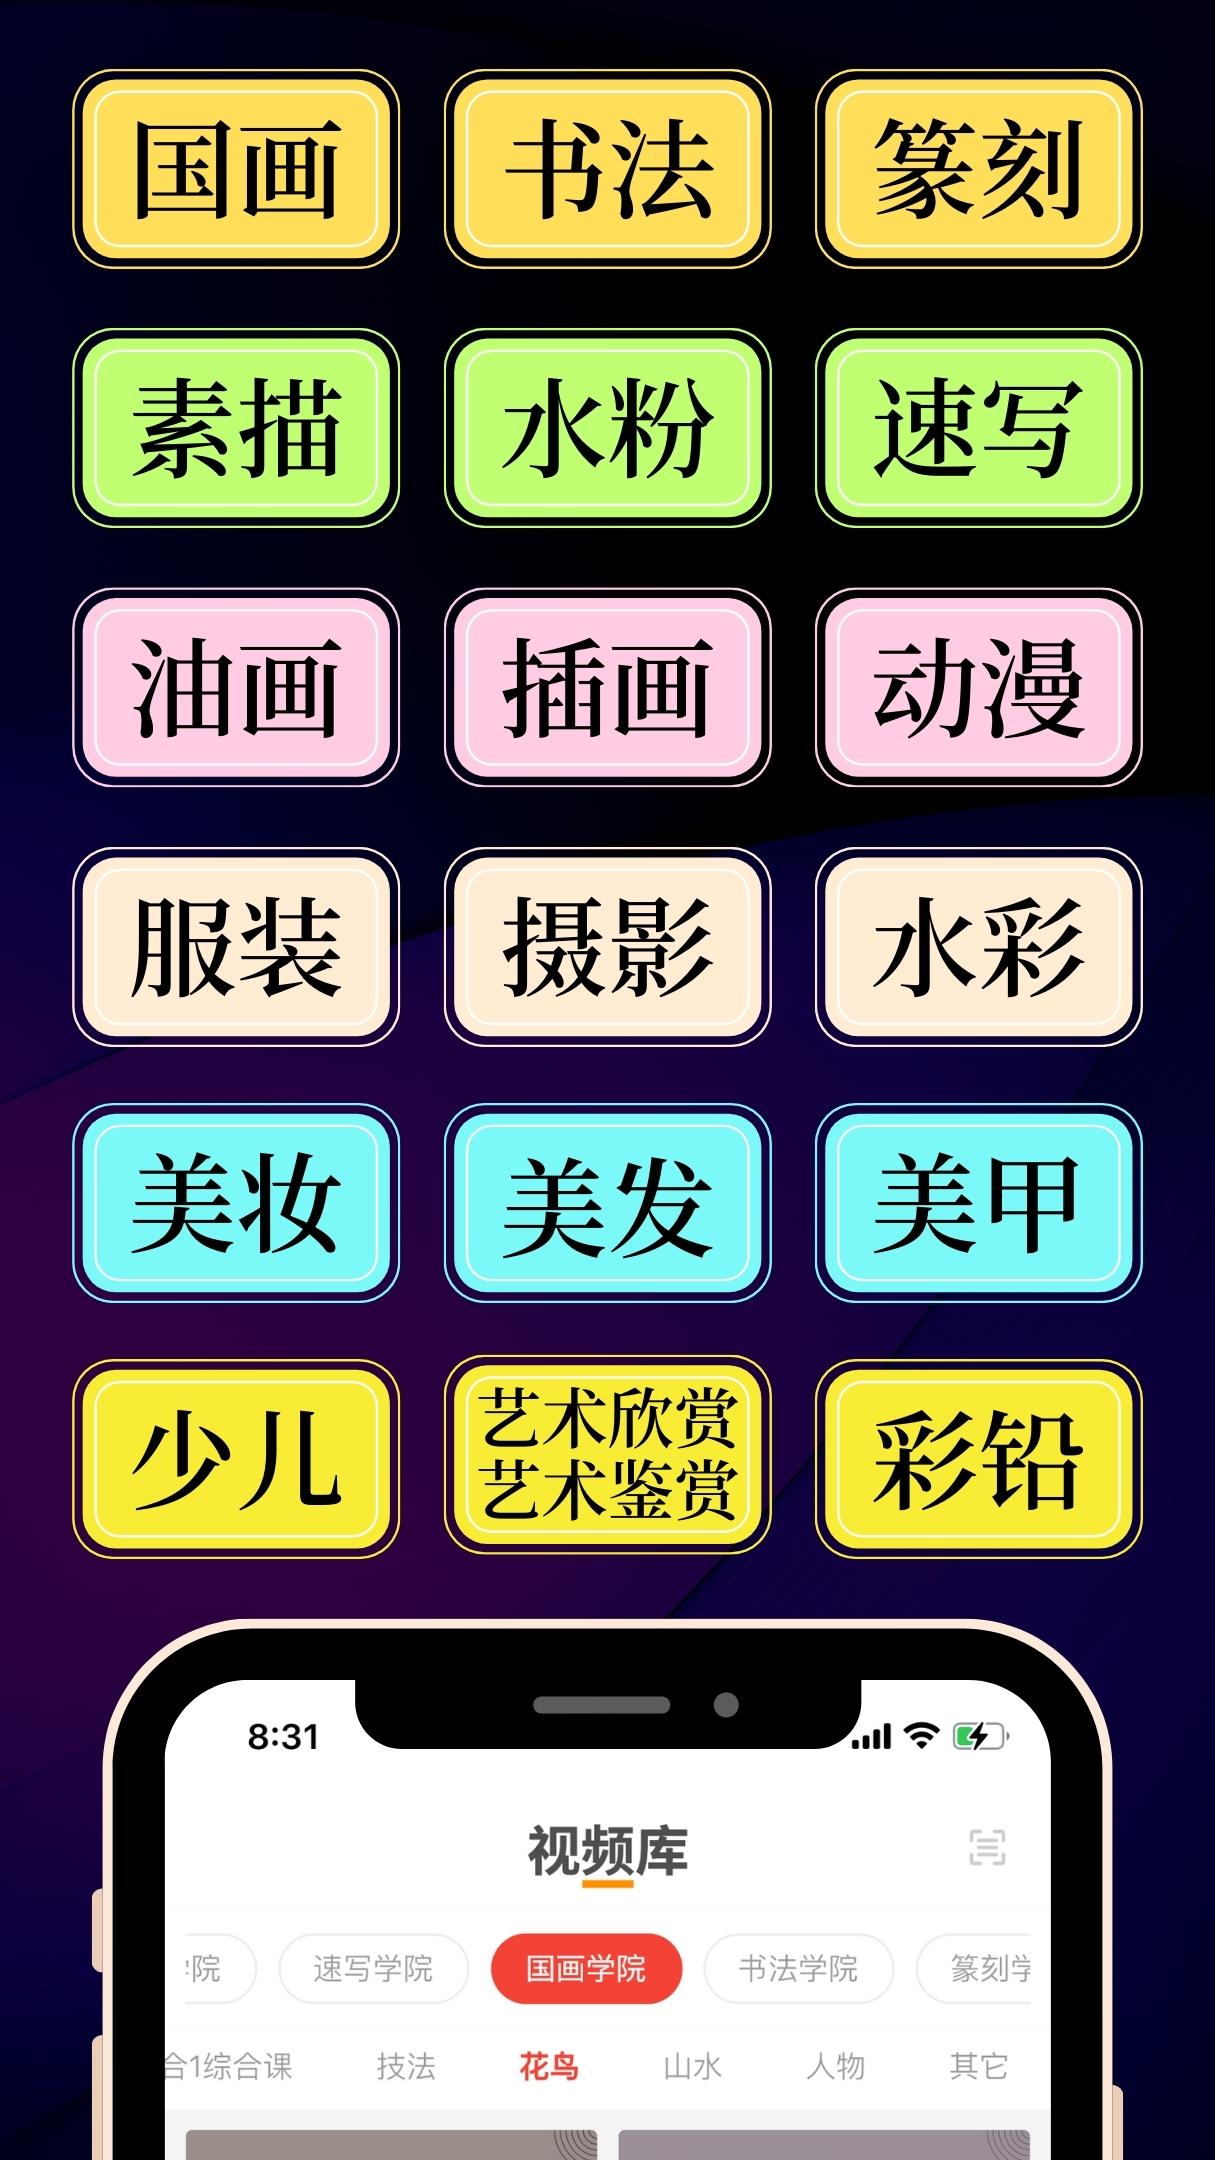 国画 书法 篆刻
素描 水粉 速写
油画 插画 动漫
服装 摄影 水彩
美妆 美发 美甲
少儿 艺术欣赏 彩铅
艺术鉴赏
8:31
视频库
院 速写学院 国画学院 书法学院 篆刻学
合1综合课 技法 花鸟 山水 人物 其它